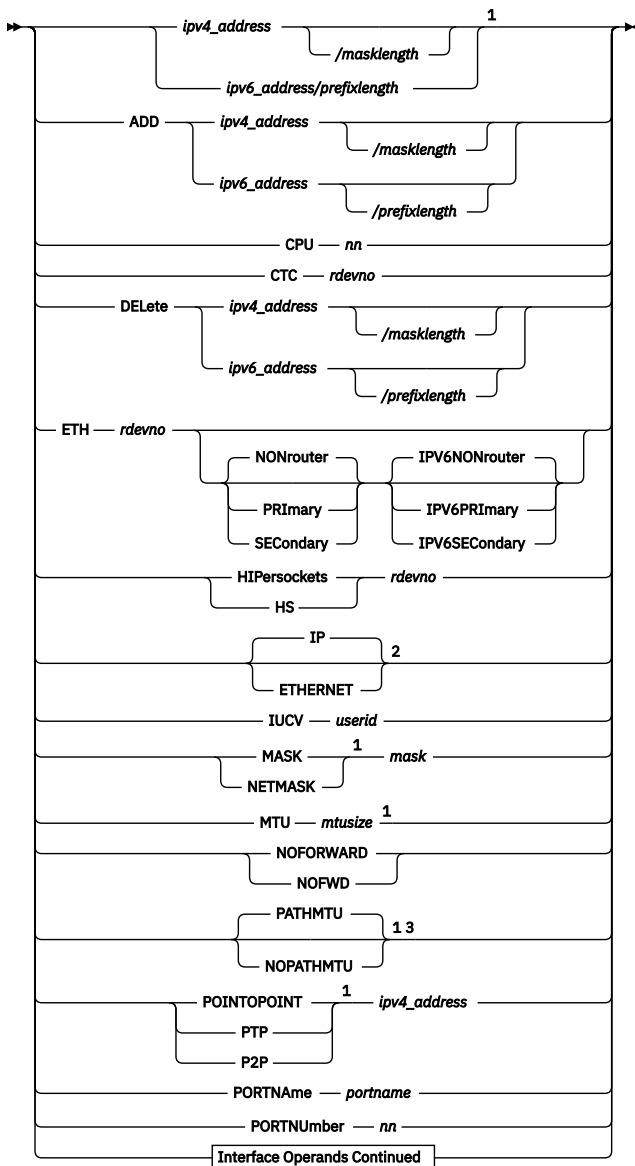 ipv4_address 1
/masklength
ipv6_address/prefixlength
ADD ipv4_address
/masklength
ipv6_address
/prefixlength
CPU nn
CTC rdevno
DELete ipv4_address
/masklength
ipv6_address
/prefixlength
ETH rdevno
NONrouter IPV6NONrouter
PRImary IPV6PRImary
SECondary IPV6SECondary
HIPersockets rdevno
HS
IP
2
ETHERNET
IUCV userid
MASK 1 mask
NETMASK
MTU mtusize 1
NOFORWARD
NOFWD
PATHMTU
1 3
NOPATHMTU
POINTOPOINT 1 ipv4_address
PTP
P2P
PORTNAme portname
PORTNUmber nn
Interface Operands Continued